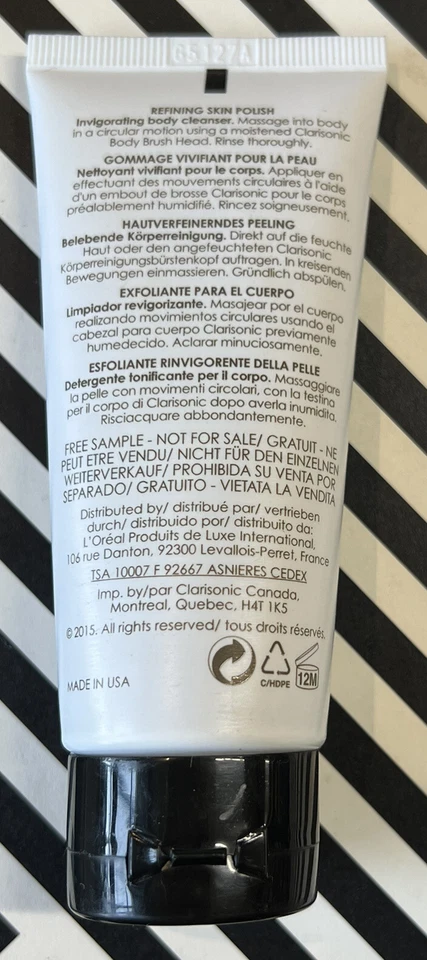 G5127A
REFINING SKIN POLISH
Invigorating body cleanser. Massage into body
in a circular motion using a moistened Clarisonic
Body Brush Head. Rinse thoroughly.
GOMMAGE VIVIFIANT POUR LA PEAU
Nettoyant vivifiant pour le corps. Appliquer en
effectuant des mouvements circulaires à l'aide
d'un embout de brosse Clarisonic pour le corps
préalablement humidifié. Rincez soigneusement.
HAUTVERFEINERNDES PEELING
Belebende Körperreinigung. Direkt auf die feuchte
Haut oder den angefeuchteten Clarisonic
Körperreinigungsbürstenkopf auftragen. In kreisenden
Bewegungen einmassieren. Gründlich abspülen.
EXFOLIANTE PARA EL CUERPO
Limpiador revigorizante. Masajear por el cuerpo
realizando movimientos circulares usando el
cabezal para cuerpo Clarisonic previamente
humedecido. Aclarar minuciosamente.
ESFOLIANTE RINVIGORENTE DELLA PELLE
Detergente tonificante per il corpo. Massaggiare
la pelle con movimenti circolari, con la testina
per il corpo di Clarisonic dopo averla inumidita.
Risciacquare abbondantemente.
FREE SAMPLE - NOT FOR SALE/ GRATUIT - NE
PEUT ETRE VENDU/ NICHT FÜR DEN EINZELNEN
WEITERVERKAUF/ PROHIBIDA SU VENTA POR
SEPARADO/ GRATUITO - VIETATA LA VENDITA
Distributed by/ distribué par/ vertrieben
durch/ distribuido por/ distribuito da:
L'Oréal Produits de Luxe International,
106 rue Danton, 92300 Levallois-Perret, France
TSA 10007 F 92667 ASNIERES CEDEX
Imp. by/par Clarisonic Canada,
Montreal, Quebec, H4T 1K5
©2015. All rights reserved/ tous droits réservés.
C/HDPE
12M
MADE IN USA